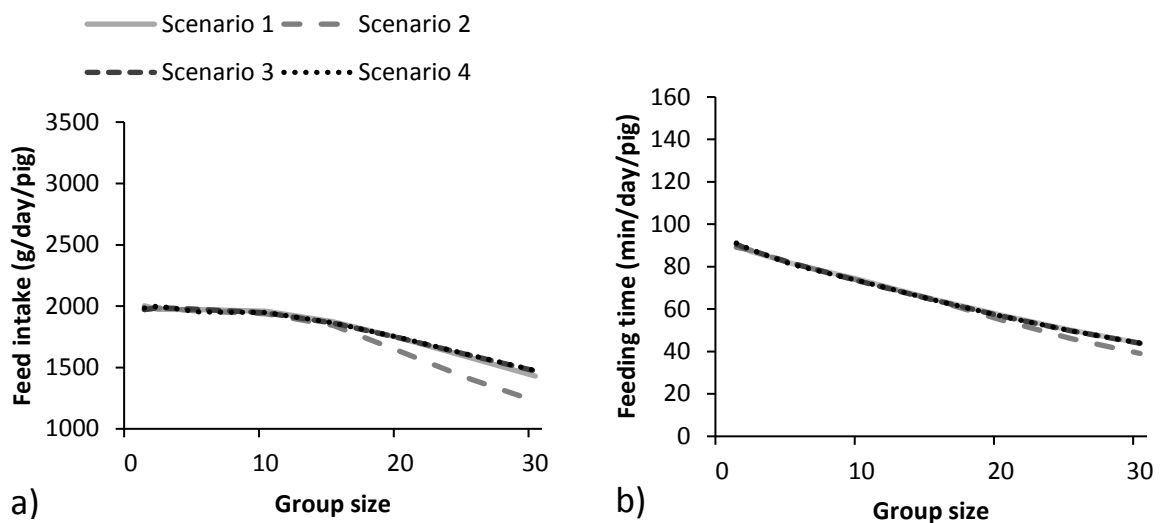 Scenario 1 Scenario 2
Scenario 3 Scenario 4
3500
3000
2500
2000
1500
1000
0 10 20 30
Feed intake (g/day/pig)
Group size
a)
160
140
120
100
80
60
40
20
0
0 10 20 30
Feeding time (min/day/pig)
Group size
b)